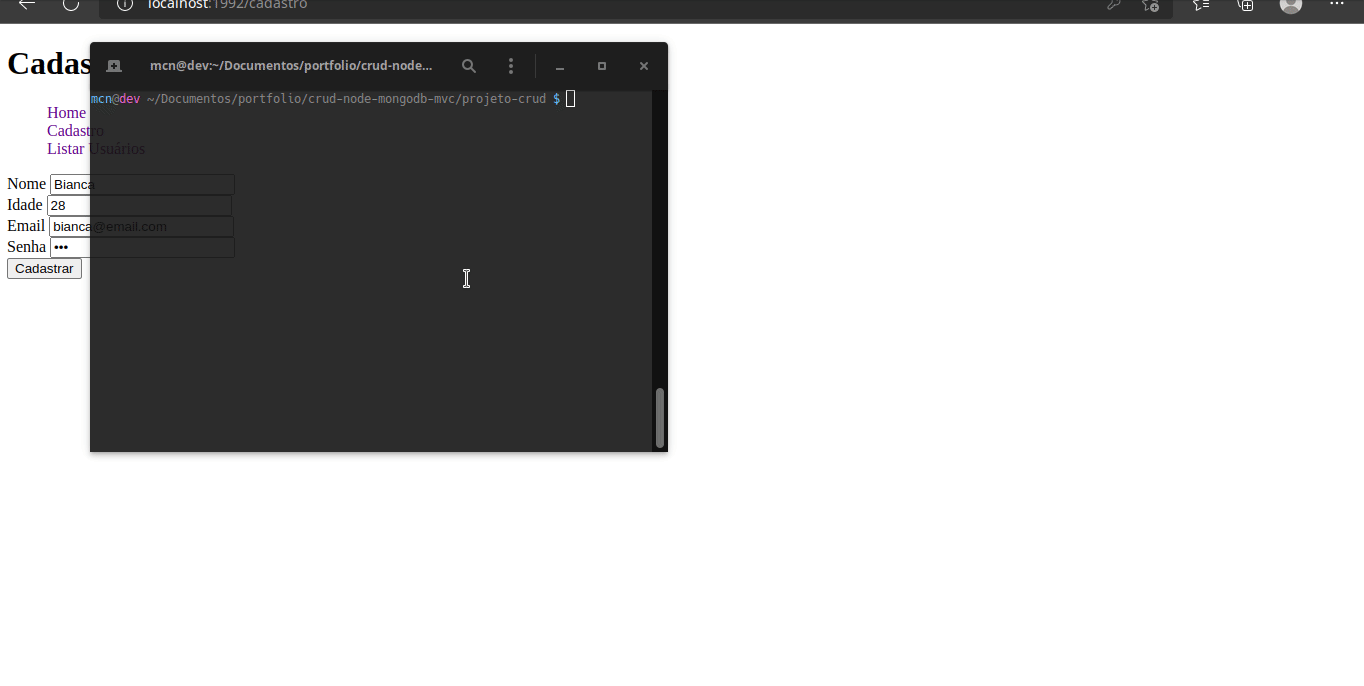 localhost:1992/cadastro
Cadas
mcn@dev:~/Documentos/portfolio/crud-node...
mcn@dev ~/Documentos/portfolio/crud-node-mongodb-mvc/projeto-crud $
Home
Cadastro
Listar Usuários
Nome Bianca
Idade 28
Email bianca@email.com
Senha •••
Cadastrar